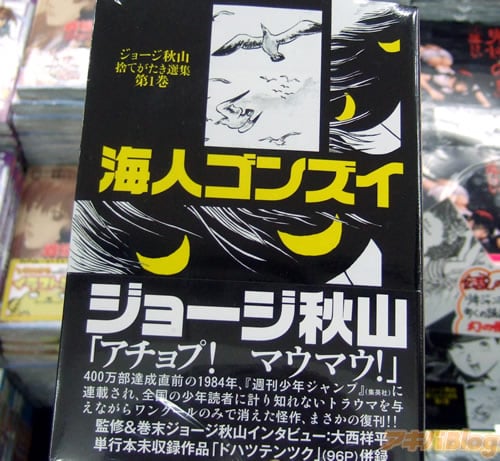 ジョージ秋山
捨てがたき選集
第1巻
海人ゴンズイ
ジョージ秋山
「アチョプ! マウマウ!」
400万部達成直前の1984年、『週刊少年ジャンプ』(集英社)に
連載され、全国の少年読者に計り知れないトラウマを与
えながらワンクールのみで消えた怪作、まさかの復刊!!
監修&巻末ジョージ秋山インタビュー:大西祥平
単行本未収録作品「ドハツテンツク」(96P)併録
アキバBlog